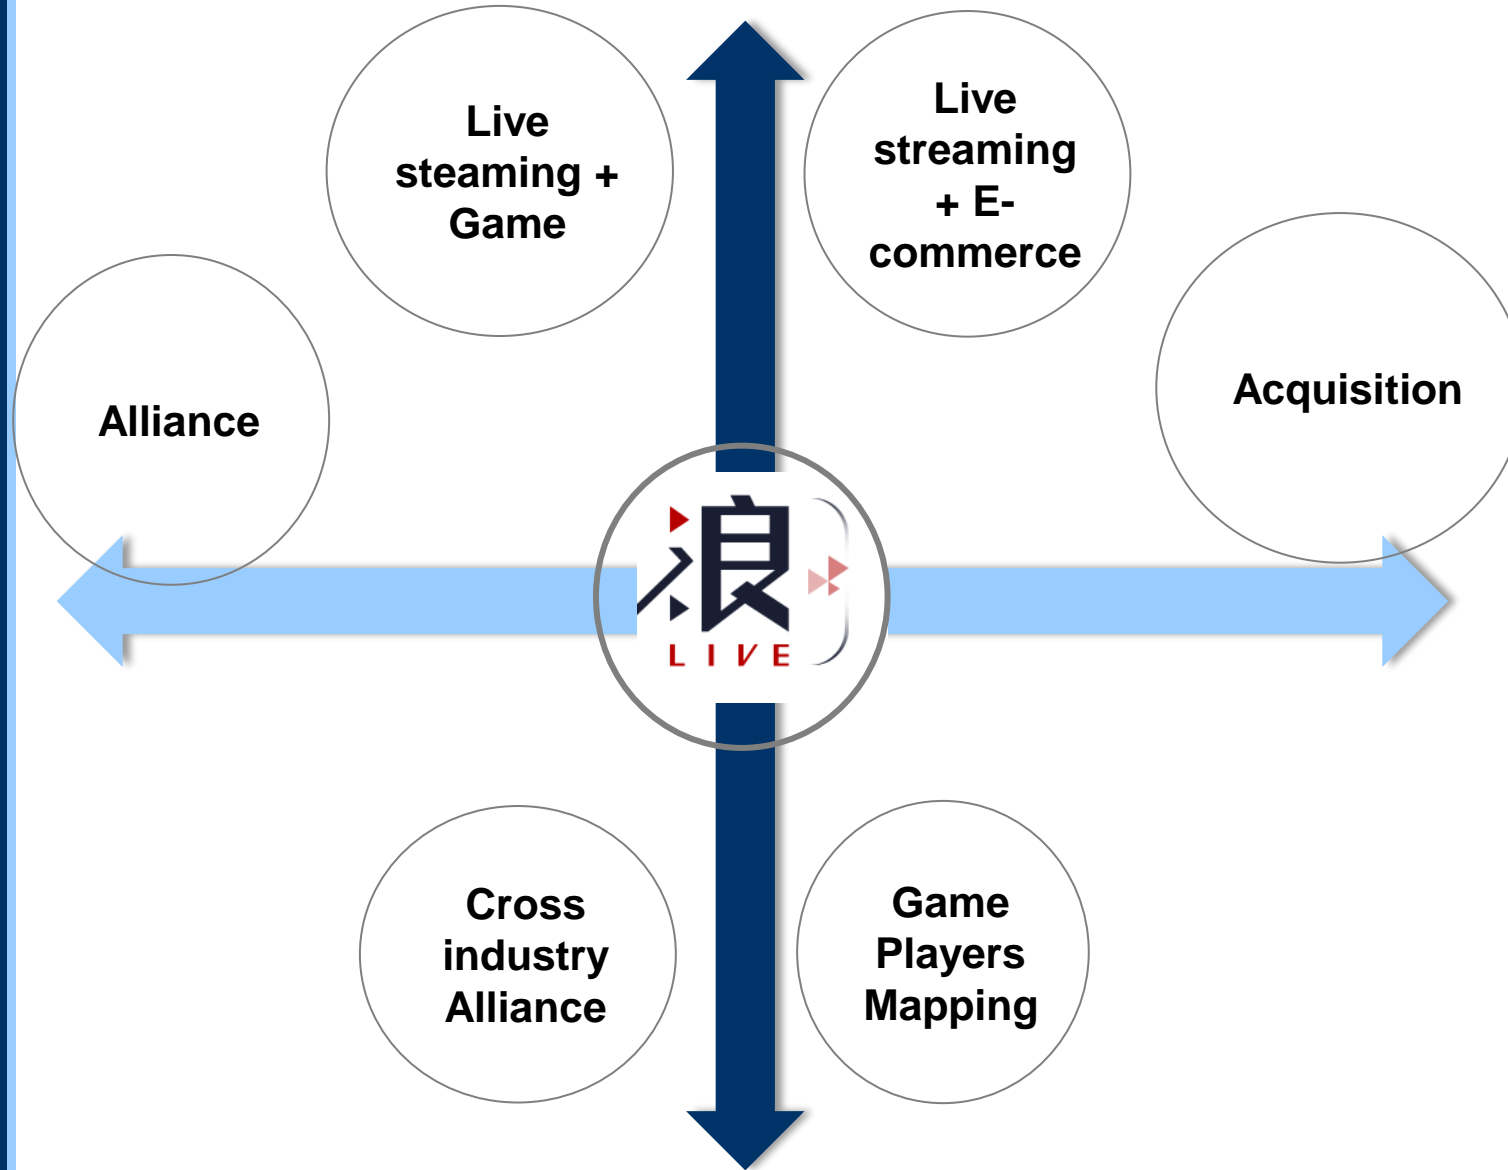 Live
steaming +
Game
Live
streaming
+ E-
commerce
Alliance
Acquisition
浪
LIVE
Cross
industry
Alliance
Game
Players
Mapping